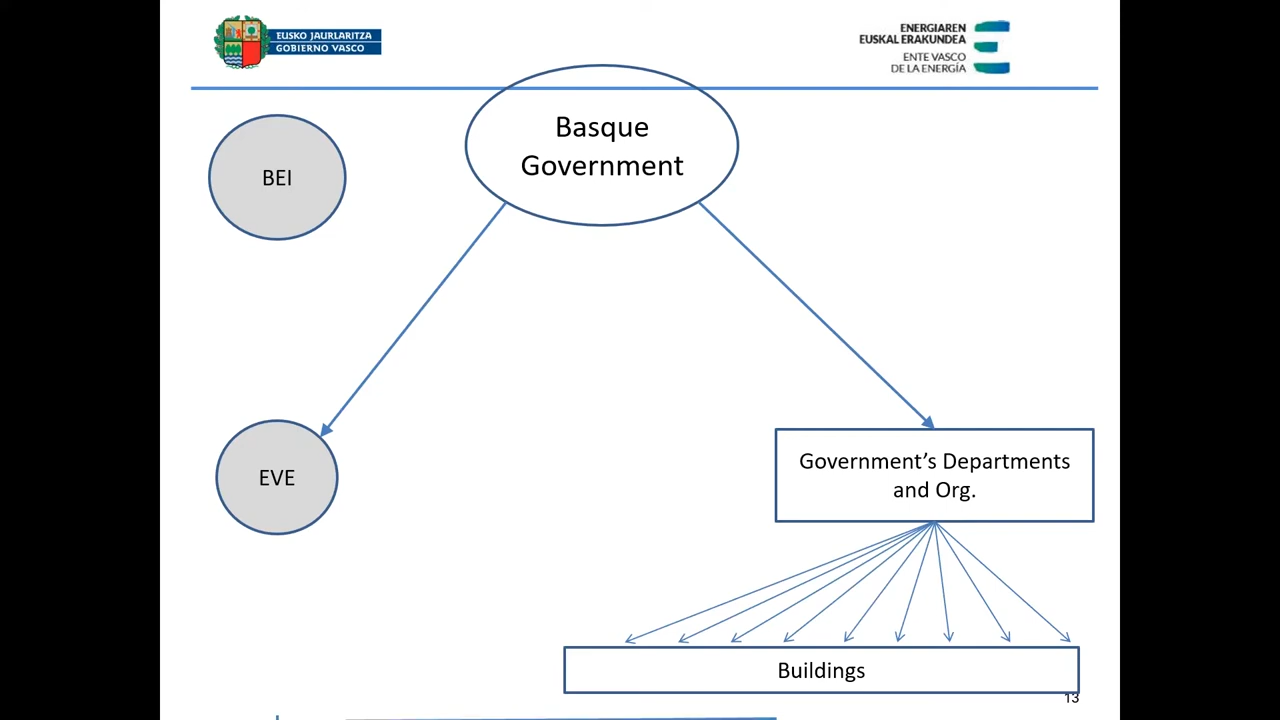 EUSKO JAURLARITZA
GOBIERNO VASCO
ENERGIAREN
EUSKAL ERAKUNDEA
ENTE VASCO
DE LA ENERGÍA
Basque
Government
BEI
EVE
Government’s Departments
and Org.
Buildings
13